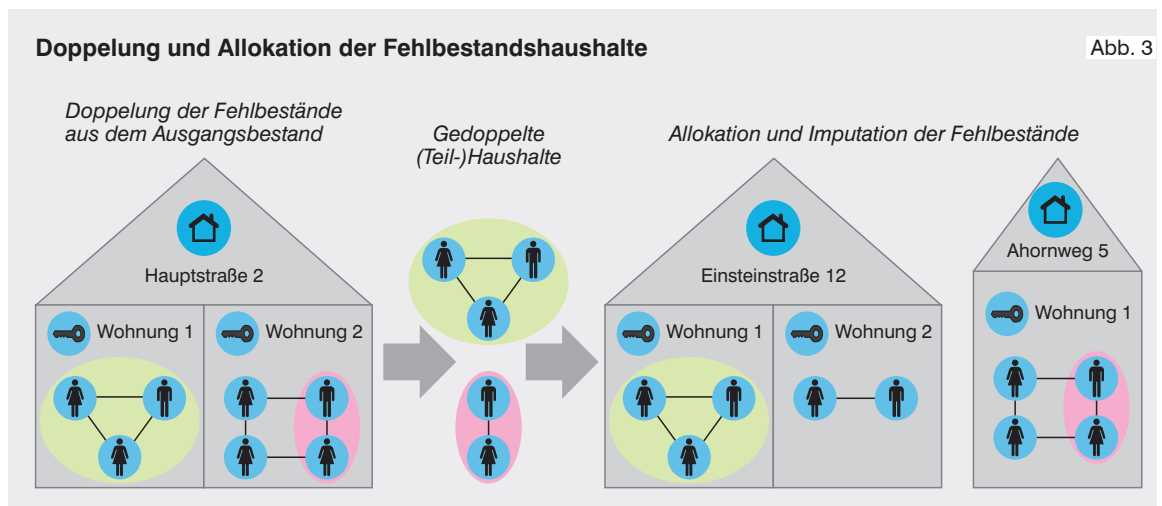 Doppelung und Allokation der Fehlbestandshaushalte
Abb. 3
Doppelung der Fehlbestände
aus dem Ausgangsbestand
Gedoppelte
(Teil-)Haushalte
Allokation und Imputation der Fehlbestände
Hauptstraße 2
Wohnung 1
Wohnung 2
Einsteinstraße 12
Wohnung 1
Wohnung 2
Ahornweg 5
Wohnung 1